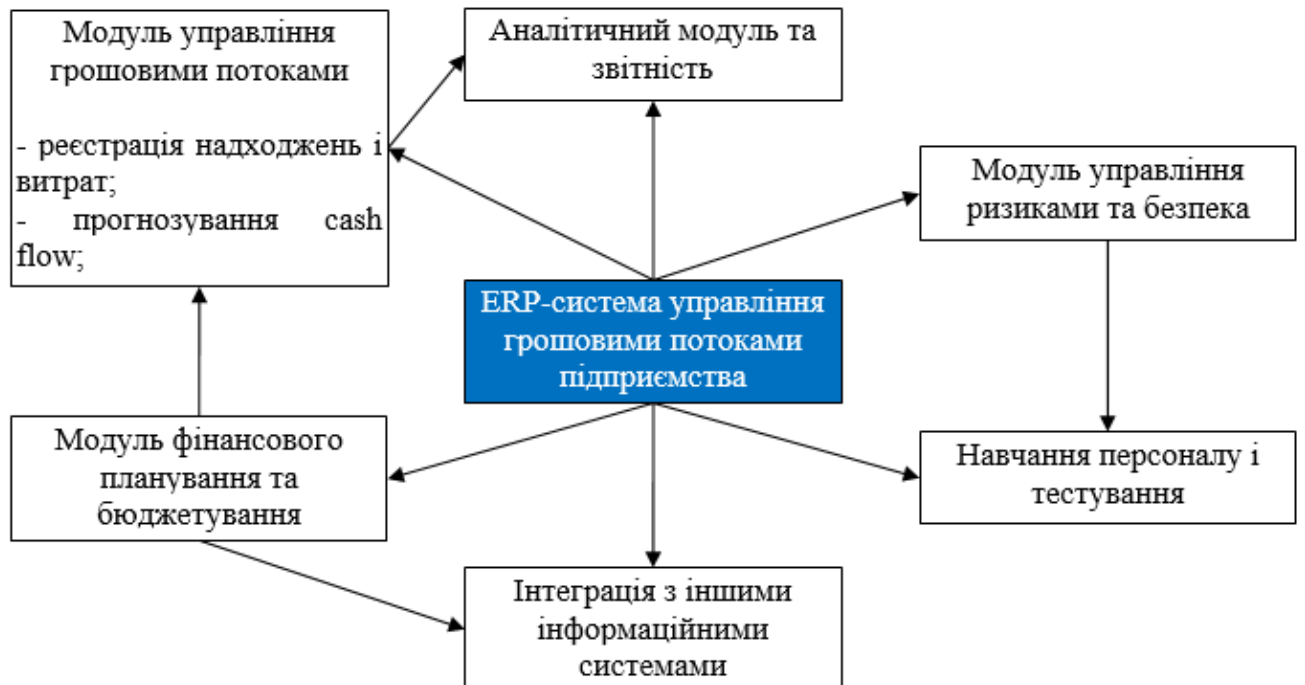 Модуль управління
грошовими потоками
- реєстрація надходжень і
витрат;
- прогнозування cash
flow;
Аналітичний модуль та
звітність
Модуль управління
ризиками та безпека
ERP-система управління
грошовими потоками
підприємства
Модуль фінансового
планування та
бюджетування
Навчання персоналу і
тестування
Інтеграція з іншими
інформаційними
системами